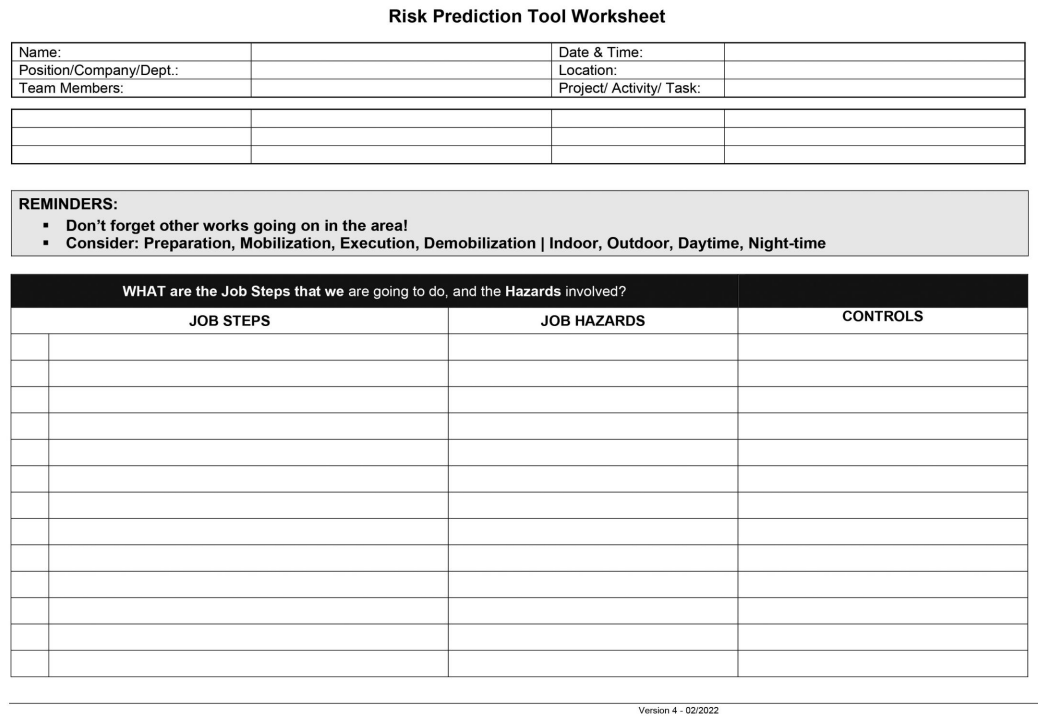 Risk Prediction Tool Worksheet
Name: Date & Time:
Position/Company/Dept.: Location:
Team Members: Project/ Activity/ Task:
REMINDERS:
▪ Don’t forget other works going on in the area!
▪ Consider: Preparation, Mobilization, Execution, Demobilization | Indoor, Outdoor, Daytime, Night-time
WHAT are the Job Steps that we are going to do, and the Hazards involved?
JOB STEPS JOB HAZARDS CONTROLS
Version 4 - 02/2022